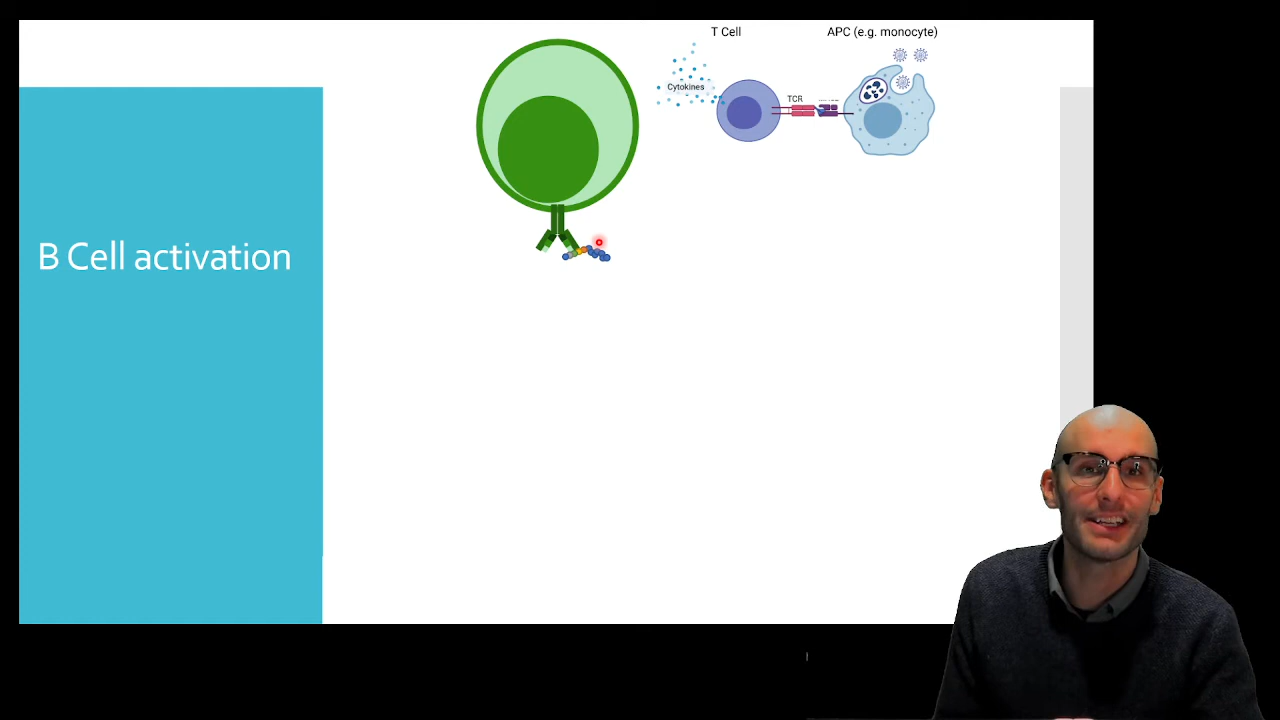 T Cell
APC (e.g. monocyte)
Cytokines
TCR
B Cell activation